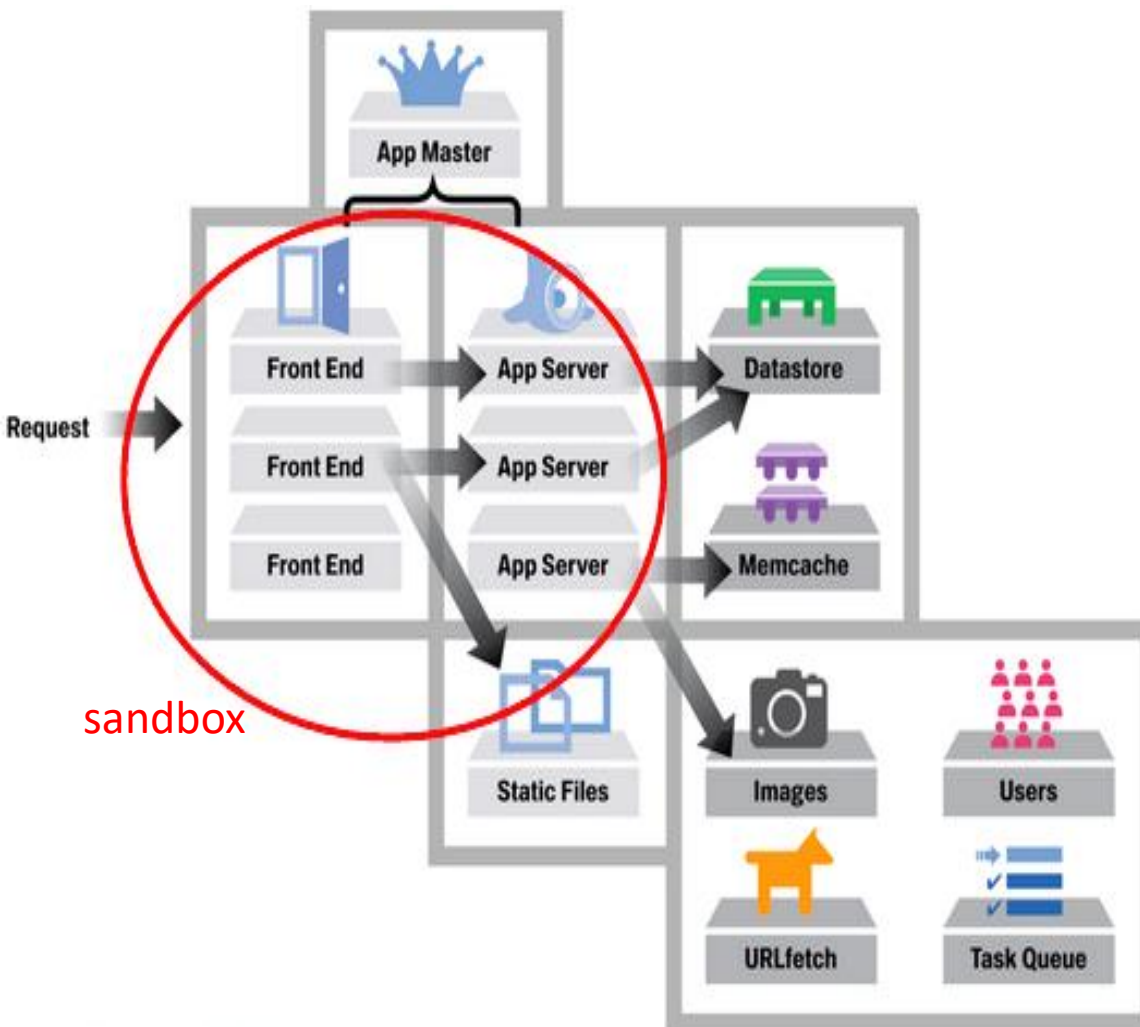 App Master
Front End
App Server
Datastore
Request
Front End
App Server
Front End
App Server
Memcache
sandbox
Static Files
Images
Users
URLfetch
Task Queue